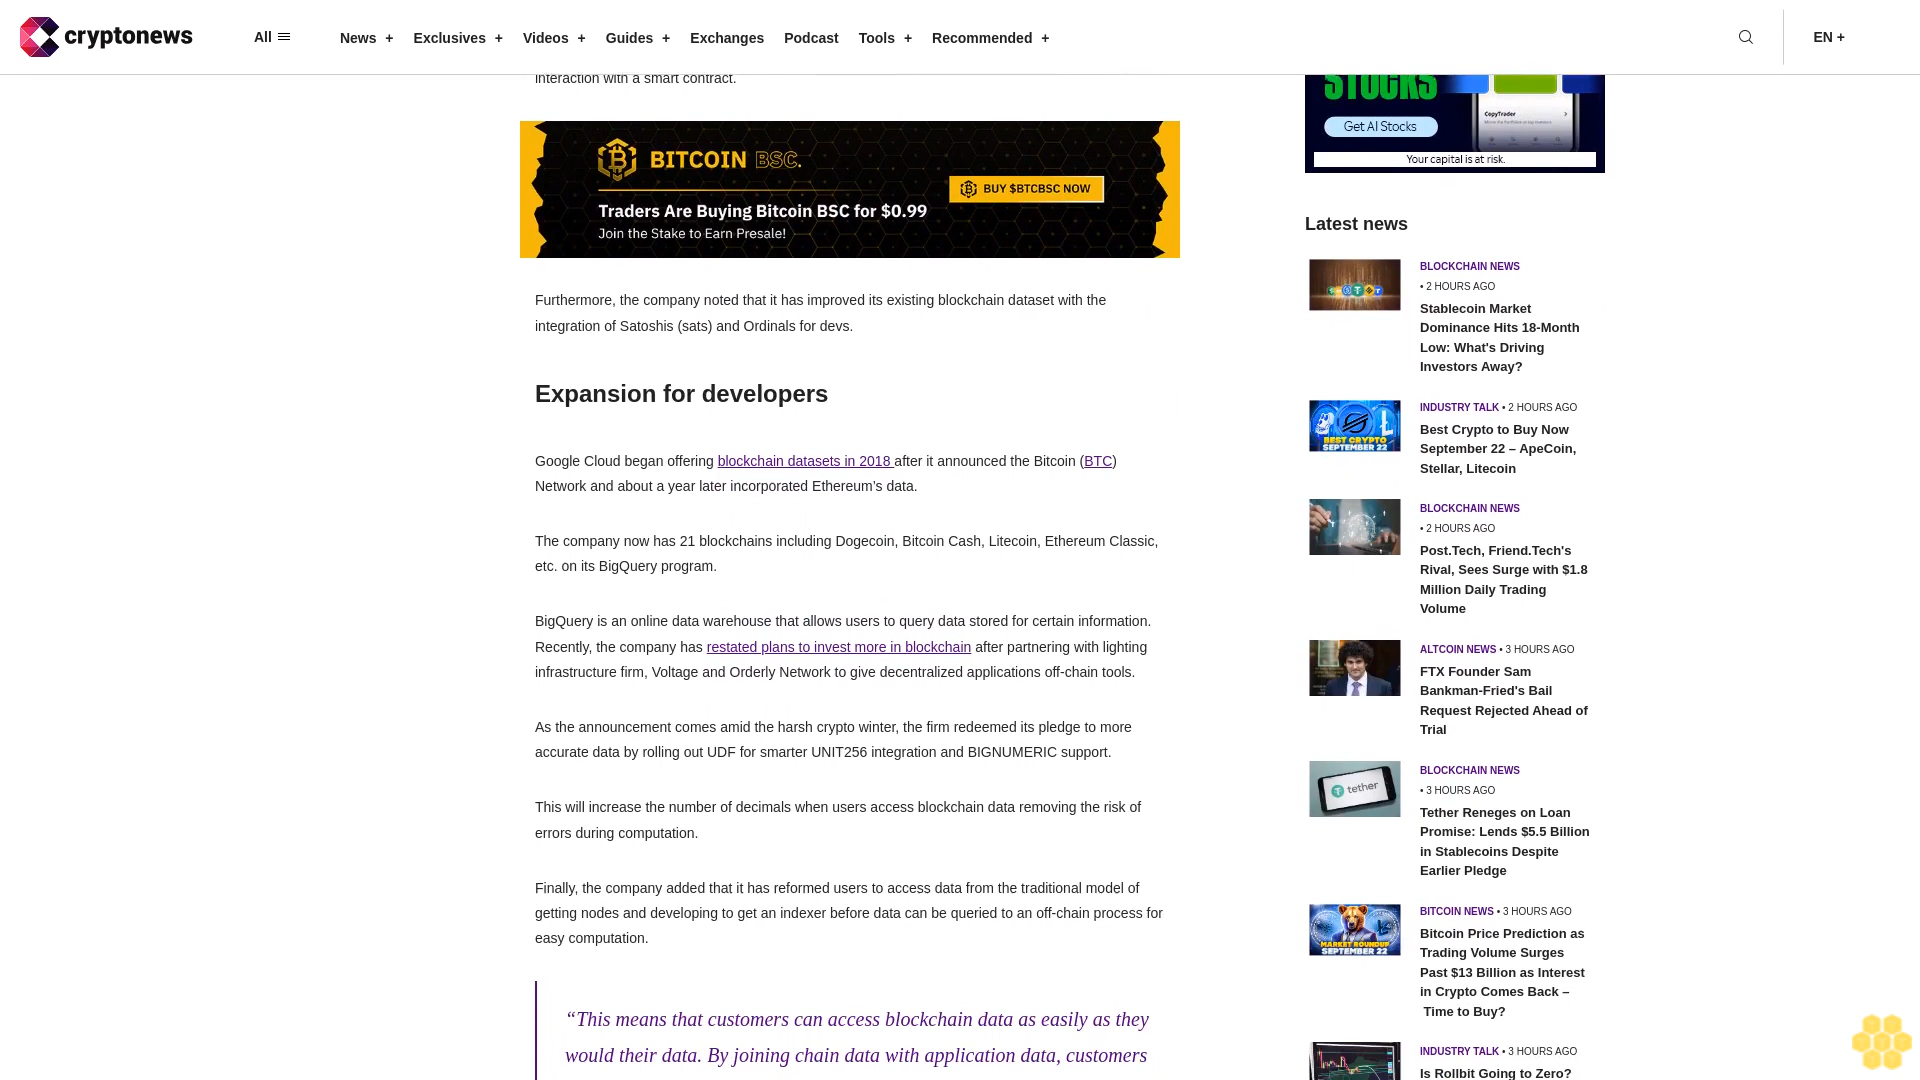 cryptonews
All
News +
Exclusives +
Videos +
Guides +
Exchanges
Podcast
Tools +
Recommended +
EN +
interaction with a smart contract.
BITCOIN BSC.
BUY $BTCBSC NOW
Traders Are Buying Bitcoin BSC for $0.99
Join the Stake to Earn Presale!
Furthermore, the company noted that it has improved its existing blockchain dataset with the
integration of Satoshis (sats) and Ordinals for devs.
Expansion for developers
Google Cloud began offering blockchain datasets in 2018 after it announced the Bitcoin (BTC)
Network and about a year later incorporated Ethereum’s data.
The company now has 21 blockchains including Dogecoin, Bitcoin Cash, Litecoin, Ethereum Classic,
etc. on its BigQuery program.
BigQuery is an online data warehouse that allows users to query data stored for certain information.
Recently, the company has restated plans to invest more in blockchain after partnering with lighting
infrastructure firm, Voltage and Orderly Network to give decentralized applications off-chain tools.
As the announcement comes amid the harsh crypto winter, the firm redeemed its pledge to more
accurate data by rolling out UDF for smarter UNIT256 integration and BIGNUMERIC support.
This will increase the number of decimals when users access blockchain data removing the risk of
errors during computation.
Finally, the company added that it has reformed users to access data from the traditional model of
getting nodes and developing to get an indexer before data can be queried to an off-chain process for
easy computation.
“This means that customers can access blockchain data as easily as they
would their data. By joining chain data with application data, customers
STOCKS
CopyTrader
Get AI Stocks
Your capital is at risk.
Latest news
BLOCKCHAIN NEWS
• 2 HOURS AGO
Stablecoin Market
Dominance Hits 18-Month
Low: What's Driving
Investors Away?
BEST CRYPTO
SEPTEMBER 22
INDUSTRY TALK • 2 HOURS AGO
Best Crypto to Buy Now
September 22 – ApeCoin,
Stellar, Litecoin
BLOCKCHAIN NEWS
• 2 HOURS AGO
Post.Tech, Friend.Tech's
Rival, Sees Surge with $1.8
Million Daily Trading
Volume
ALTCOIN NEWS • 3 HOURS AGO
FTX Founder Sam
Bankman-Fried's Bail
Request Rejected Ahead of
Trial
tether
BLOCKCHAIN NEWS
• 3 HOURS AGO
Tether Reneges on Loan
Promise: Lends $5.5 Billion
in Stablecoins Despite
Earlier Pledge
MARKET ROUNDUP
SEPTEMBER 22
BITCOIN NEWS • 3 HOURS AGO
Bitcoin Price Prediction as
Trading Volume Surges
Past $13 Billion as Interest
in Crypto Comes Back –
Time to Buy?
INDUSTRY TALK • 3 HOURS AGO
Is Rollbit Going to Zero?